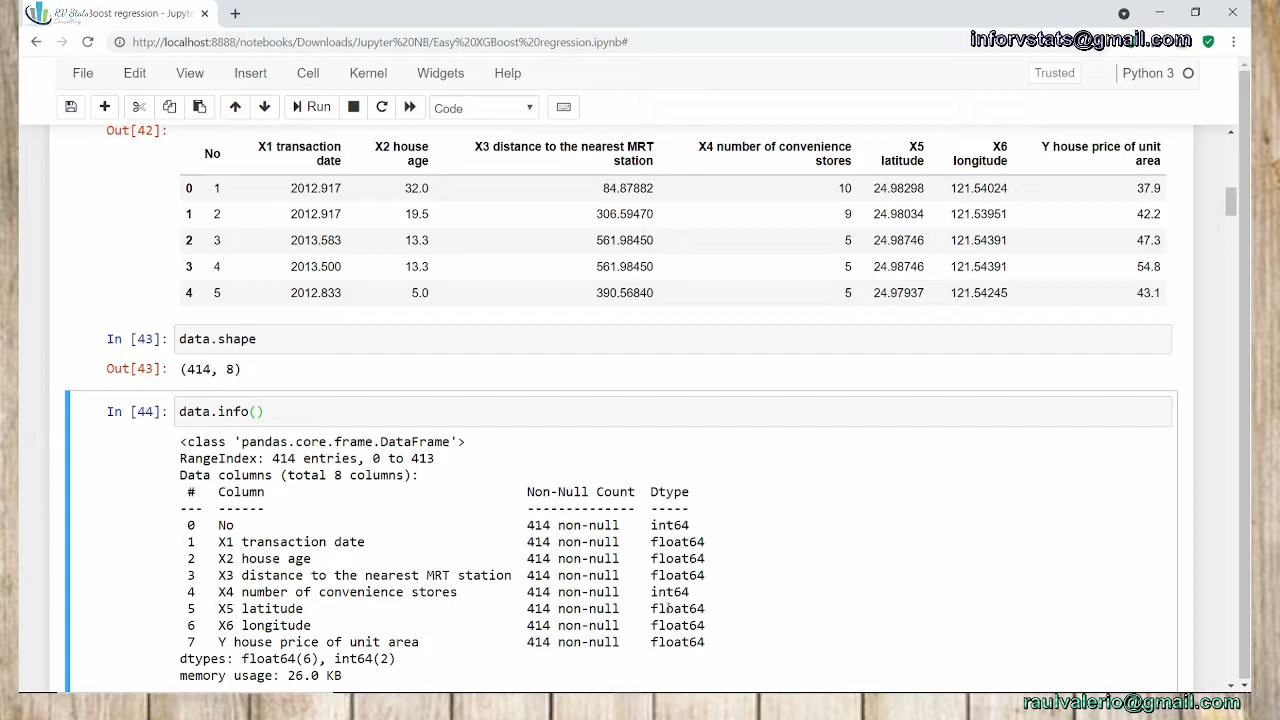 RV Stats
Consulting
boost regression - Jupyte
http://localhost:8888/notebooks/Downloads/Jupyter%20NB/Easy%20XGBoost%20regression.ipynb#
inforvstats@gmail.com
File Edit View Insert Cell Kernel Widgets Help Trusted Python 3
Run Code
Out[42]:
No X1 transaction date X2 house age X3 distance to the nearest MRT station X4 number of convenience stores X5 latitude X6 longitude Y house price of unit area
0 1 2012.917 32.0 84.87882 10 24.98298 121.54024 37.9
1 2 2012.917 19.5 306.59470 9 24.98034 121.53951 42.2
2 3 2013.583 13.3 561.98450 5 24.98746 121.54391 47.3
3 4 2013.500 13.3 561.98450 5 24.98746 121.54391 54.8
4 5 2012.833 5.0 390.56840 5 24.97937 121.54245 43.1
In [43]: data.shape
Out[43]: (414, 8)
In [44]: data.info()
<class 'pandas.core.frame.DataFrame'>
RangeIndex: 414 entries, 0 to 413
Data columns (total 8 columns):
# Column Non-Null Count Dtype
--- ------ -------------- -----
0 No 414 non-null int64
1 X1 transaction date 414 non-null float64
2 X2 house age 414 non-null float64
3 X3 distance to the nearest MRT station 414 non-null float64
4 X4 number of convenience stores 414 non-null int64
5 X5 latitude 414 non-null float64
6 X6 longitude 414 non-null float64
7 Y house price of unit area 414 non-null float64
dtypes: float64(6), int64(2)
memory usage: 26.0 KB
raulvalerio@gmail.com